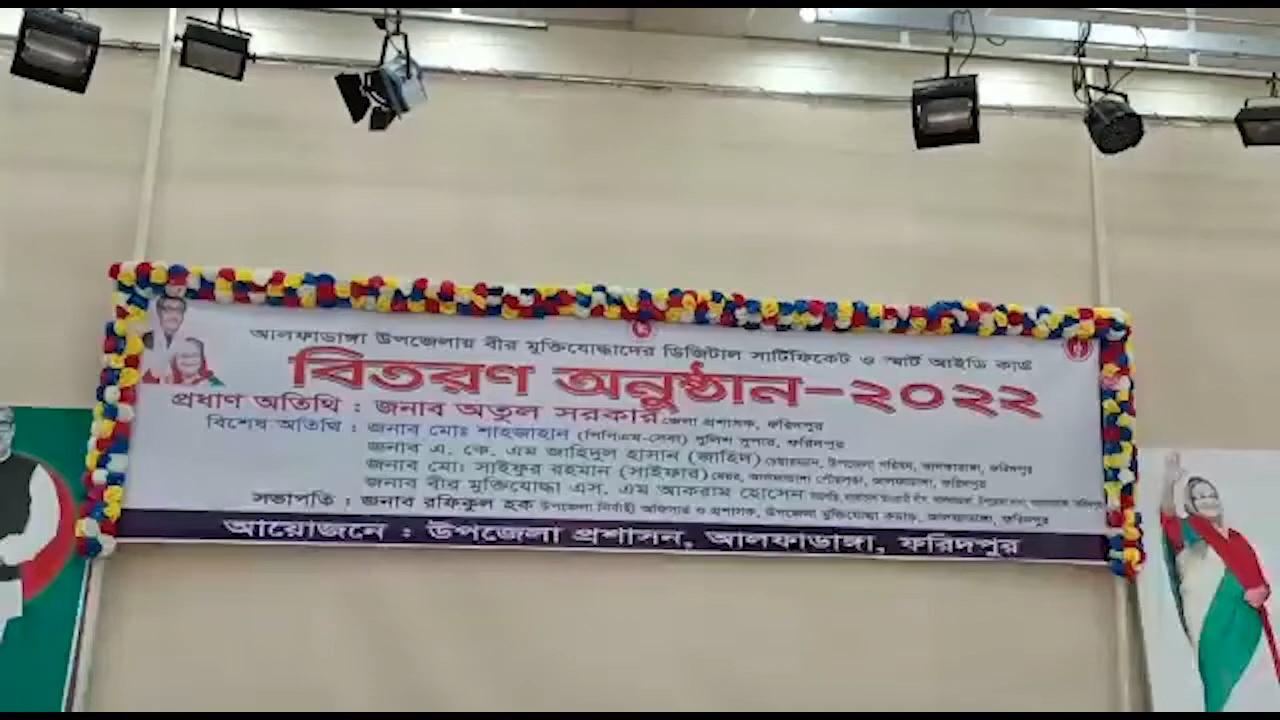 আলফাডাঙ্গা উপজেলায় বীর মুক্তিযোদ্ধাদের ডিজিটাল সার্টিফিকেট ও স্মার্ট আইডি কার্ড
বিতরণ অনুষ্ঠান-২০২২
প্রধাণ অতিথি : জনাব অতুল সরকার জেলা প্রশাসক, ফরিদপুর
বিশেষ অতিথি : জনাব মোঃ শাহজাহান (পিপিএম-সেবা) পুলিশ সুপার, ফরিদপুর
জনাব এ. কে. এম জাহিদুল হাসান (জাহিদ) চেয়ারম্যান, উপজেলা পরিষদ, আলফাডাঙ্গা, ফরিদপুর
জনাব মো: সাইফুর রহমান (সাইফার) মেয়র, আলফাডাঙ্গা পৌরসভা, আলফাডাঙ্গা, ফরিদপুর
জনাব বীর মুক্তিযোদ্ধা এস. এম আকরাম হোসেন
সভাপতি : জনাব রফিকুল হক উপজেলা নির্বাহী অফিসার ও প্রশাসক, উপজেলা মুক্তিযোদ্ধা কমান্ড, আলফাডাঙ্গা, ফরিদপুর
আয়োজনে : উপজেলা প্রশাসন, আলফাডাঙ্গা, ফরিদপুর